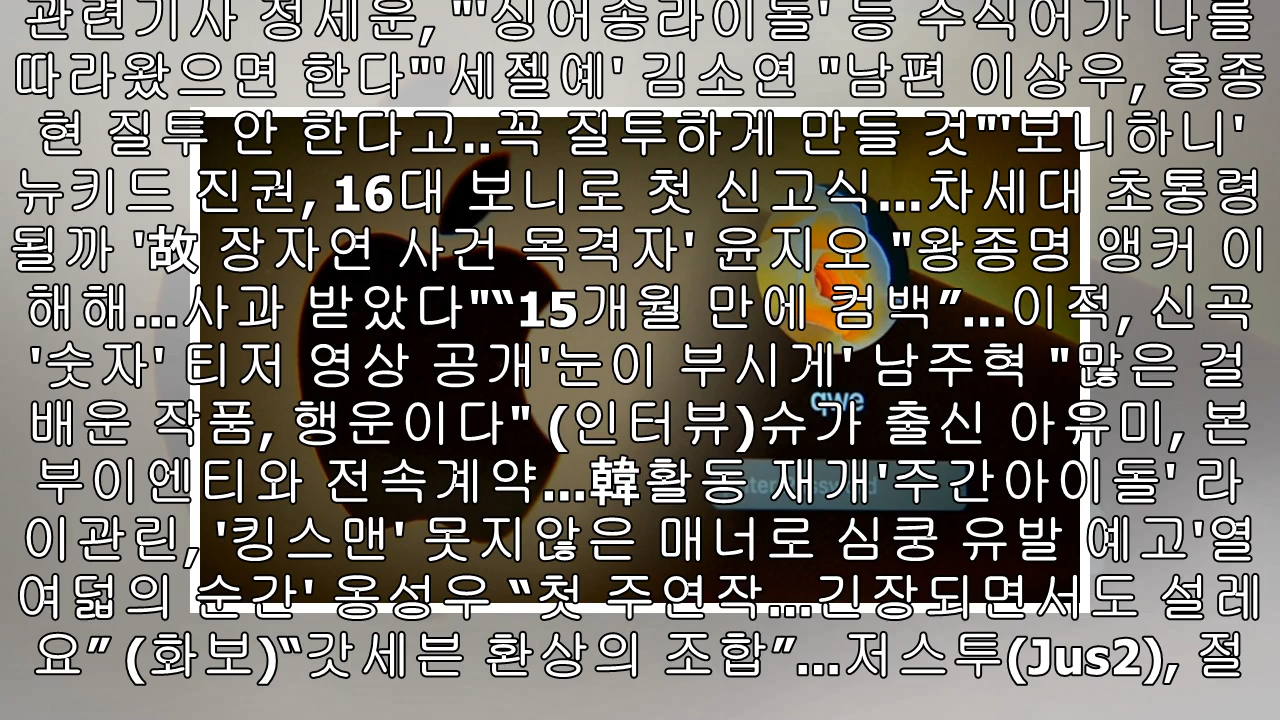 관련기사 정세운, "'싱어송라이돌' 등 수식어가 나를
따라왔으면 한다"'세젤예' 김소연 "남편 이상우, 홍종
현 질투 안 한다고..꼭 질투하게 만들 것"'보니하니'
뉴키드 진권, 16대 보니로 첫 신고식...차세대 초통령
될까 '故 장자연 사건 목격자' 윤지오 "왕종명 앵커 이
해해...사과 받았다"“15개월 만에 컴백”...이적, 신곡
'숫자' 티저 영상 공개'눈이 부시게' 남주혁 "많은 걸
배운 작품, 행운이다" (인터뷰)슈가 출신 아유미, 본
부이엔티와 전속계약...韓활동 재개'주간아이돌' 라
이관린, '킹스맨' 못지않은 매너로 심쿵 유발 예고'열
여덟의 순간' 옹성우 “첫 주연작...긴장되면서도 설레
요” (화보)“갓세븐 환상의 조합”...저스투(Jus2), 절
qwe